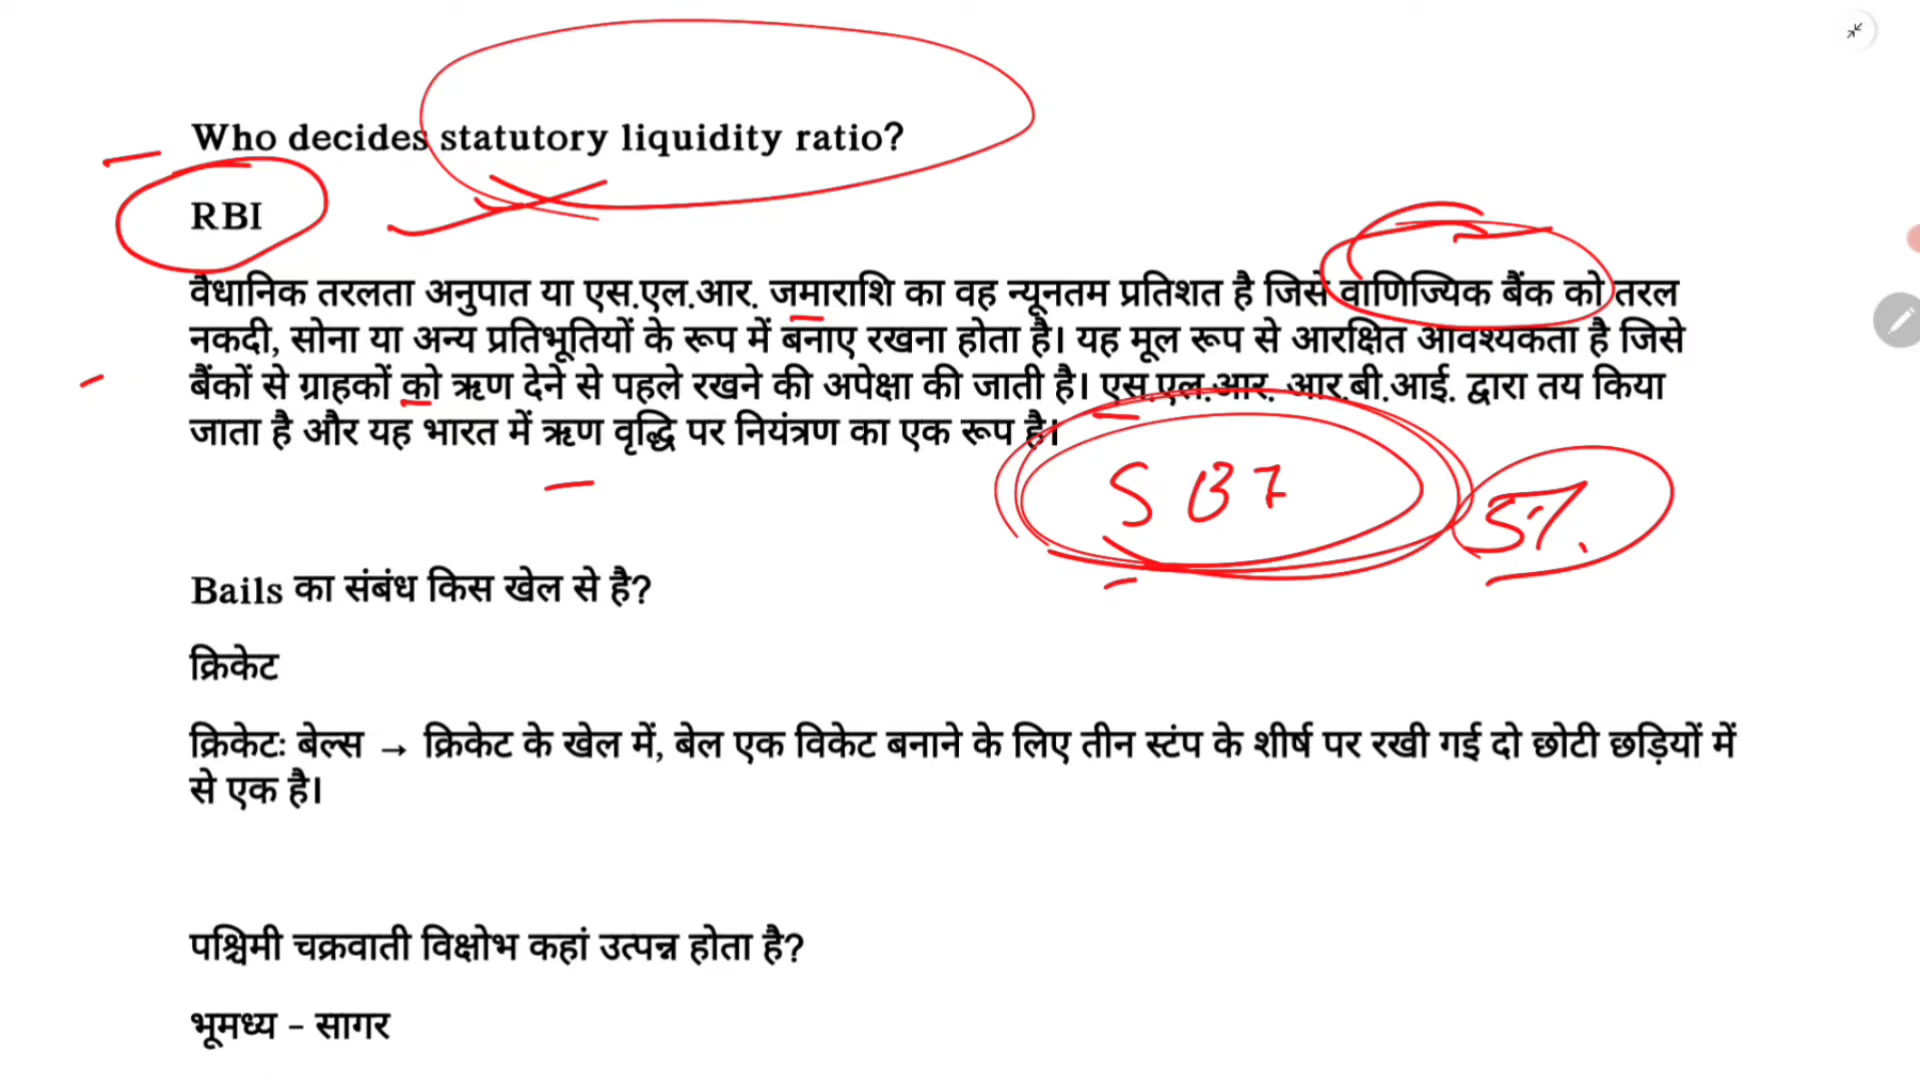 Who decides statutory liquidity ratio?
RBI
वैधानिक तरलता अनुपात या एस.एल.आर. जमाराशि का वह न्यूनतम प्रतिशत है जिसे वाणिज्यिक बैंक को तरल
नकदी, सोना या अन्य प्रतिभूतियों के रूप में बनाए रखना होता है। यह मूल रूप से आरक्षित आवश्यकता है जिसे
बैंकों से ग्राहकों को ऋण देने से पहले रखने की अपेक्षा की जाती है। एस.एल.आर. आर.बी.आई. द्वारा तय किया
जाता है और यह भारत में ऋण वृद्धि पर नियंत्रण का एक रूप है।
5%.
Bails का संबंध किस खेल से है?
क्रिकेट
क्रिकेटः बेल्स → क्रिकेट के खेल में, बेल एक विकेट बनाने के लिए तीन स्टंप के शीर्ष पर रखी गई दो छोटी छड़ियों में
से एक है।
पश्चिमी चक्रवाती विक्षोभ कहां उत्पन्न होता है?
भूमध्य - सागर